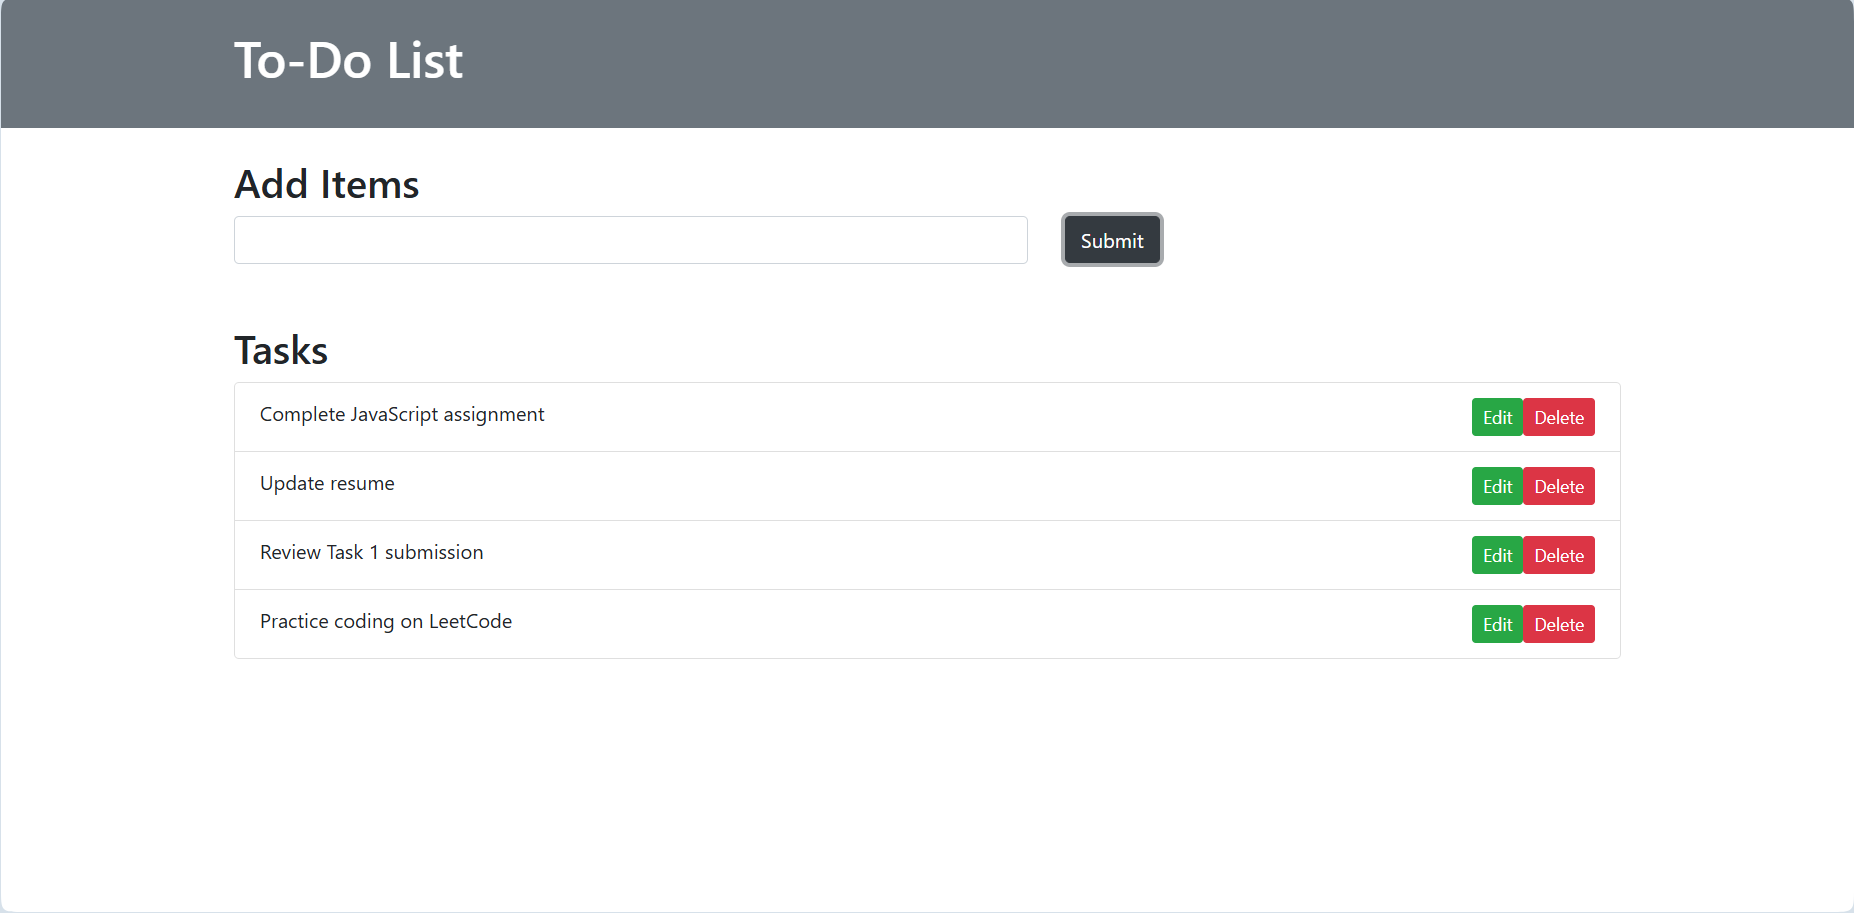 To-Do List
Add Items
Submit
Tasks
Complete JavaScript assignment Edit Delete
Update resume Edit Delete
Review Task 1 submission Edit Delete
Practice coding on LeetCode Edit Delete